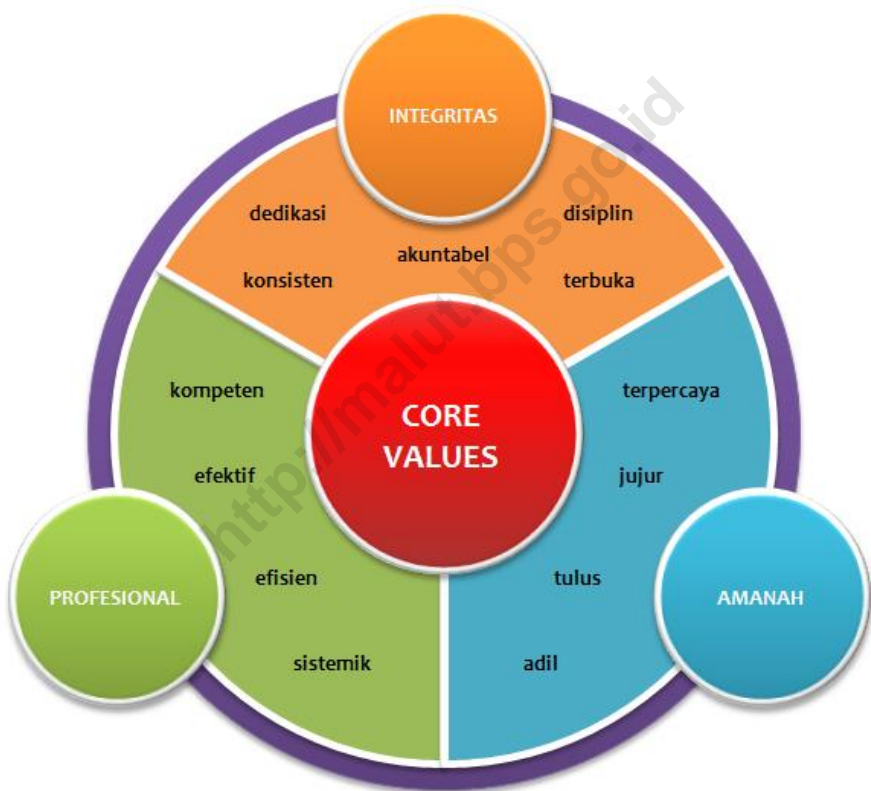 INTEGRITAS
dedikasi
disiplin
akuntabel
konsisten
terbuka
CORE
VALUES
kompeten
efektif
efisien
sistemik
PROFESIONAL
terpercaya
jujur
tulus
adil
AMANAH
http://malut.bps.go.id